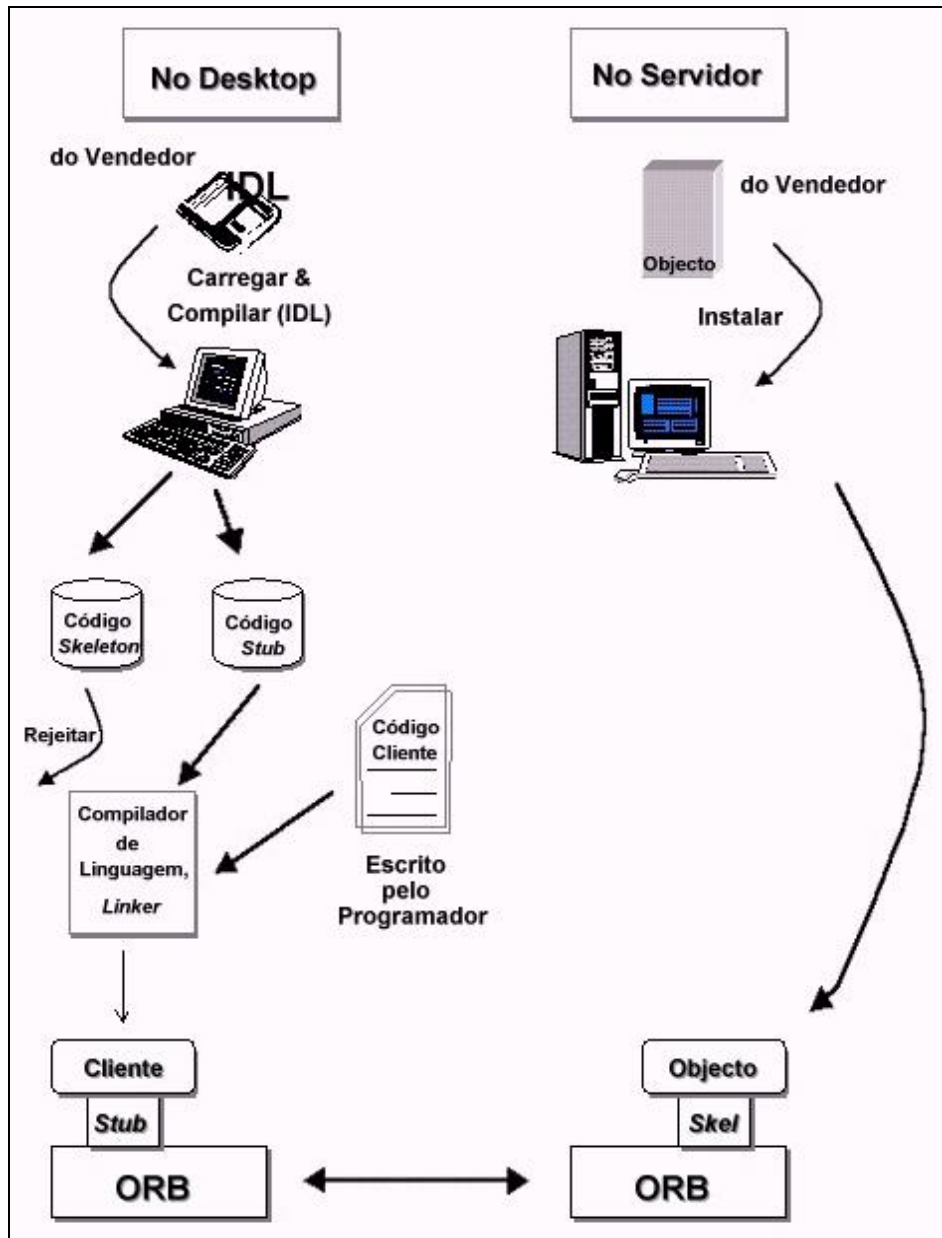 No Desktop
No Servidor
do Vendedor
IDL
Carregar &
Compilar (IDL)
do Vendedor
Objecto
Instalar
Código
Skeleton
Código
Stub
Rejeitar
Código
Cliente
Escrito
pelo
Programador
Compilador
de
Linguagem,
Linker
Cliente
Stub
ORB
Objecto
Skel
ORB